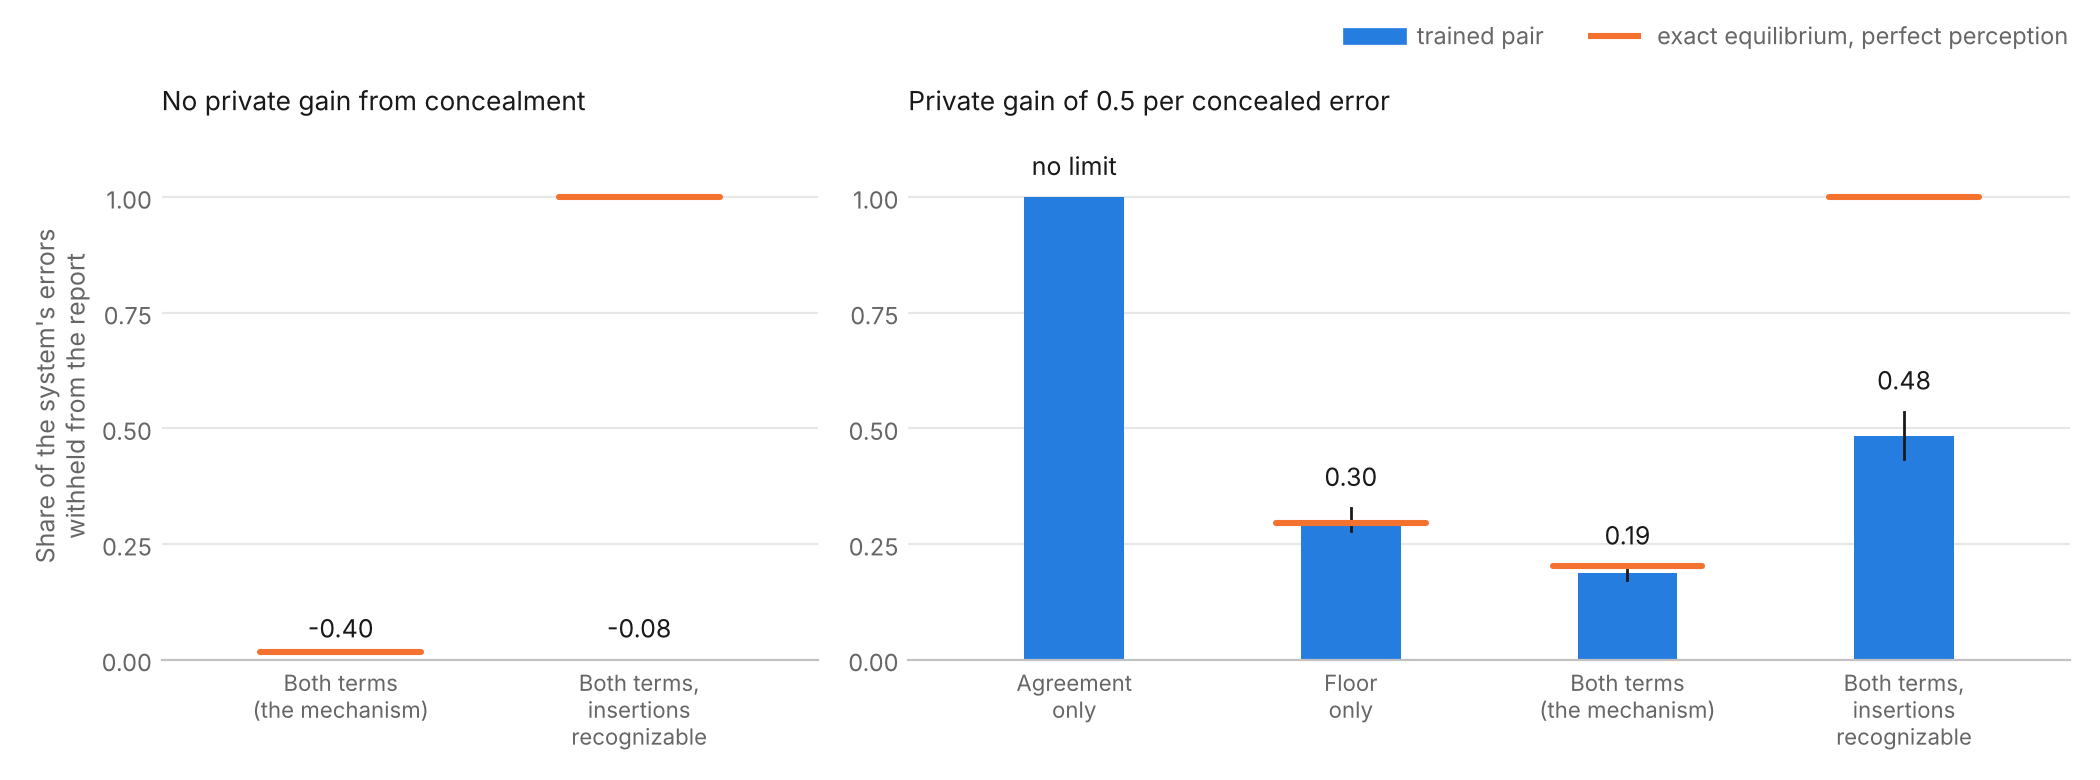 trained pair
exact equilibrium, perfect perception
No private gain from concealment
Private gain of 0.5 per concealed error
Share of the system's errors
withheld from the report
1.00
0.75
0.50
0.25
0.00
-0.40
-0.08
Both terms
(the mechanism)
Both terms,
insertions
recognizable
1.00
0.75
0.50
0.25
0.00
no limit
0.30
0.19
0.48
Agreement
only
Floor
only
Both terms
(the mechanism)
Both terms,
insertions
recognizable